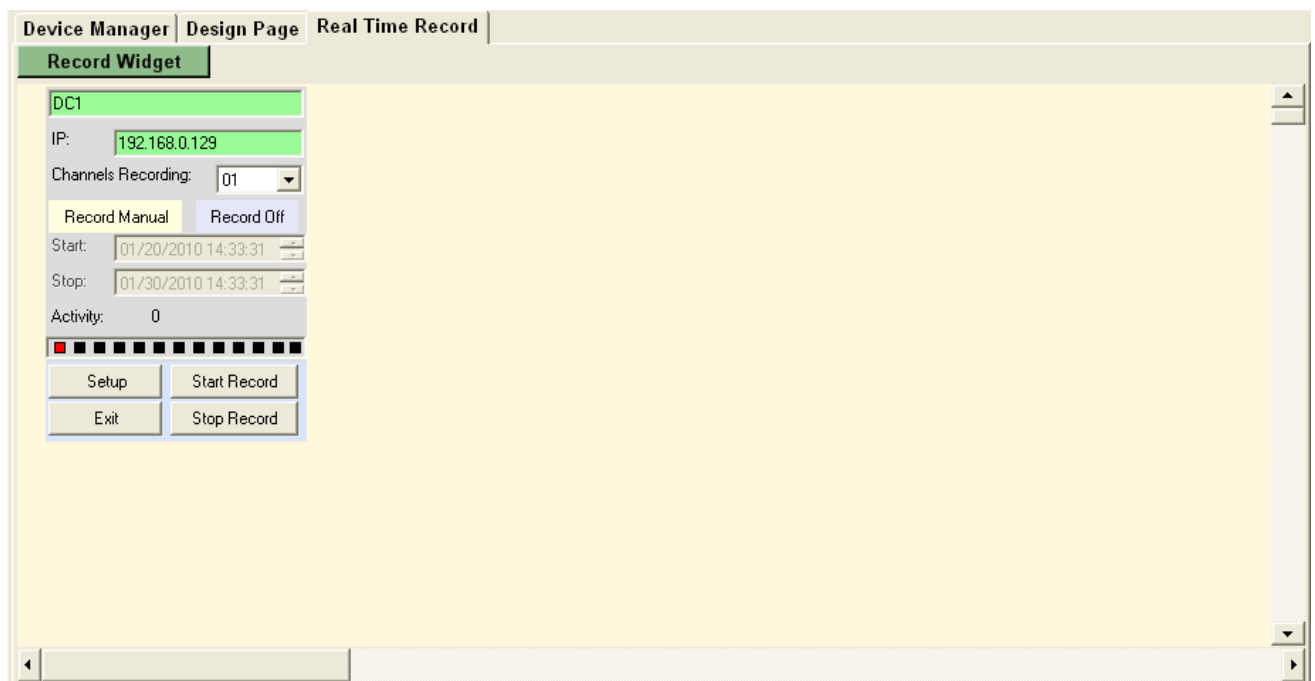 Device Manager Design Page Real Time Record
Record Widget
DC1
IP: 192.168.0.129
Channels Recording: 01
Record Manual Record Off
Start: 01/20/2010 14:33:31
Stop: 01/30/2010 14:33:31
Activity: 0
Setup Start Record
Exit Stop Record